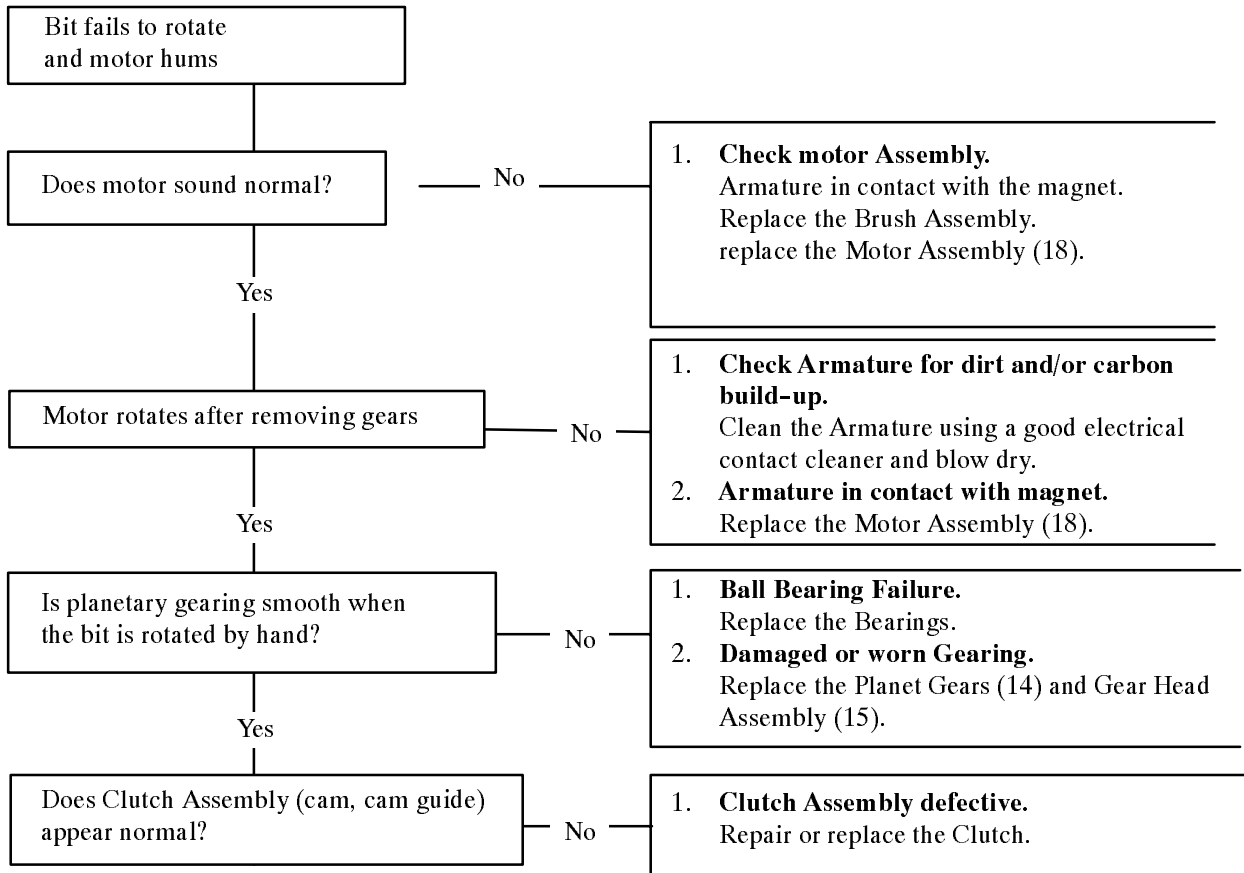 Bit fails to rotate
and motor hums
Does motor sound normal?
No
1. Check motor Assembly.
Armature in contact with the magnet.
Replace the Brush Assembly.
replace the Motor Assembly (18).
Yes
Motor rotates after removing gears
No
1. Check Armature for dirt and/or carbon
build-up.
Clean the Armature using a good electrical
contact cleaner and blow dry.
2. Armature in contact with magnet.
Replace the Motor Assembly (18).
Yes
Is planetary gearing smooth when
the bit is rotated by hand?
No
1. Ball Bearing Failure.
Replace the Bearings.
2. Damaged or worn Gearing.
Replace the Planet Gears (14) and Gear Head
Assembly (15).
Yes
Does Clutch Assembly (cam, cam guide)
appear normal?
No
1. Clutch Assembly defective.
Repair or replace the Clutch.